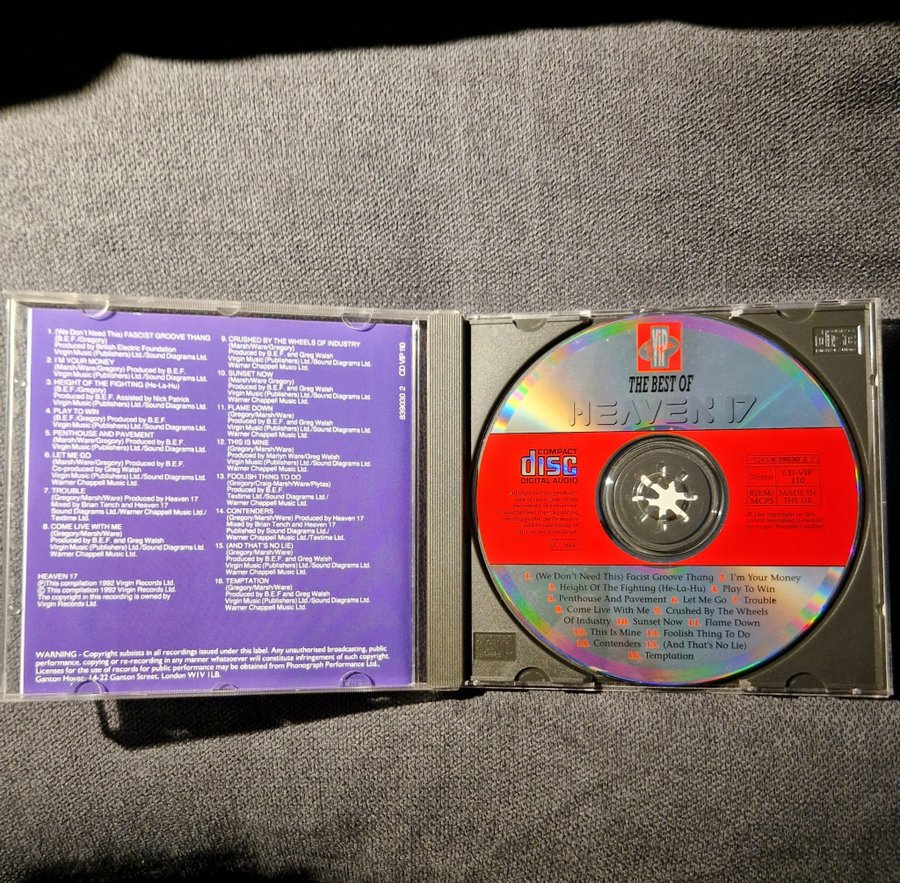 1. (We Don't Need This) FASCIST GROOVE THANG
(B.E.F./Gregory)
Produced by British Electric Foundation
Virgin Music (Publishers) Ltd./Sound Diagrams Ltd.
2. I'M YOUR MONEY
(Marsh/Ware/Gregory) Produced by B.E.F.
Virgin Music (Publishers) Ltd./Sound Diagrams Ltd.
3. HEIGHT OF THE FIGHTING (He-La-Hu)
(B.E.F./Gregory)
Produced by B.E.F. Assisted by Nick Patrick
Virgin Music (Publishers) Ltd./Sound Diagrams Ltd.
4. PLAY TO WIN
(B.E.F./Gregory) Produced by B.E.F.
Virgin Music (Publishers) Ltd./Sound Diagrams Ltd.
5. PENTHOUSE AND PAVEMENT
(Marsh/Ware/Gregory) Produced by B.E.F.
Virgin Music (Publishers) Ltd./Sound Diagrams Ltd.
6. LET ME GO
(Marsh/Ware/Gregory) Produced by B.E.F.
Co-produced by Greg Walsh
Virgin Music (Publishers) Ltd./Sound Diagrams Ltd.
7. TROUBLE
(Gregory/Marsh/Ware) Produced by Heaven 17
Mixed by Brian Tench and Heaven 17
Sound Diagrams Ltd./Warner Chappell Music Ltd./
Textime Ltd.
8. COME LIVE WITH ME
(Gregory/Marsh/Ware)
Produced by B.E.F. and Greg Walsh
Virgin Music (Publishers) Ltd./Sound Diagrams Ltd.
Warner Chappell Music Ltd.
HEAVEN 17
Ⓟ This compilation 1992 Virgin Records Ltd.
© This compilation 1992 Virgin Records Ltd.
The copyright in this recording is owned by
Virgin Records Ltd.
9. CRUSHED BY THE WHEELS OF INDUSTRY
(Marsh/Ware/Gregory)
Produced by B.E.F. and Greg Walsh
Virgin Music (Publishers) Ltd./Sound Diagrams Ltd.
Warner Chappell Music Ltd.
10. SUNSET NOW
(Gregory/Marsh/Ware)
Produced by B.E.F. and Greg Walsh
Virgin Music (Publishers) Ltd./Sound Diagrams Ltd.
Warner Chappell Music Ltd.
11. FLAME DOWN
(Gregory/Marsh/Ware)
Produced by B.E.F. and Greg Walsh
Virgin Music (Publishers) Ltd./Sound Diagrams Ltd.
Warner Chappell Music Ltd.
12. THIS IS MINE
(Gregory/Marsh/Ware)
Produced by Martyn Ware/Greg Walsh
Virgin Music (Publishers) Ltd./Sound Diagrams Ltd.
Warner Chappell Music Ltd.
13. FOOLISH THING TO DO
(Gregory/Craig-Marsh/Ware/Plytas)
Produced by B.E.F.
Textime Ltd./Sound Diagrams Ltd./
Warner Chappell Music Ltd.
14. CONTENDERS
(Gregory/Marsh/Ware) Produced by Heaven 17
Mixed by Brian Tench and Heaven 17
Published by Sound Diagrams Ltd./
Warner Chappell Music Ltd./Textime Ltd.
15. (AND THAT'S NO LIE)
(Gregory/Marsh/Ware)
Produced by B.E.F. and Greg Walsh
Virgin Music (Publishers) Ltd./Sound Diagrams Ltd.
Warner Chappell Music Ltd.
16. TEMPTATION
(Gregory/Marsh/Ware)
Produced by B.E.F and Greg Walsh
Virgin Music (Publishers) Ltd./Sound Diagrams Ltd./
Warner Chappell Music Ltd.
839030 2 CD VIP 110
WARNING - Copyright subsists in all recordings issued under this label. Any unauthorised broadcasting, public
performance, copying or re-recording in any manner whatsoever will constitute infringement of such copyright.
Licenses for the use of records for public performance may be obtained from Phonograph Performance Ltd.,
Ganton House, 14-22 Ganton Street, London W1V 1LB.
ViP
THE BEST OF
HEAVEN 17
COMPACT
disc
DIGITAL AUDIO
Stereo
CD-VIP
110
BIEM/
MCPS
MADE IN
THE UK
Ⓟ The copyright in this
sound recording is owned
by Virgin Records Limited.
1. (We Don't Need This) Facist Groove Thang 2. I'm Your Money
3. Height Of The Fighting (He-La-Hu) 4. Play To Win
5. Penthouse And Pavement 6. Let Me Go 7. Trouble
8. Come Live With Me 9. Crushed By The Wheels
Of Industry 10. Sunset Now 11. Flame Down
12. This Is Mine 13. Foolish Thing To Do
14. Contenders 15. (And That's No Lie)
16. Temptation